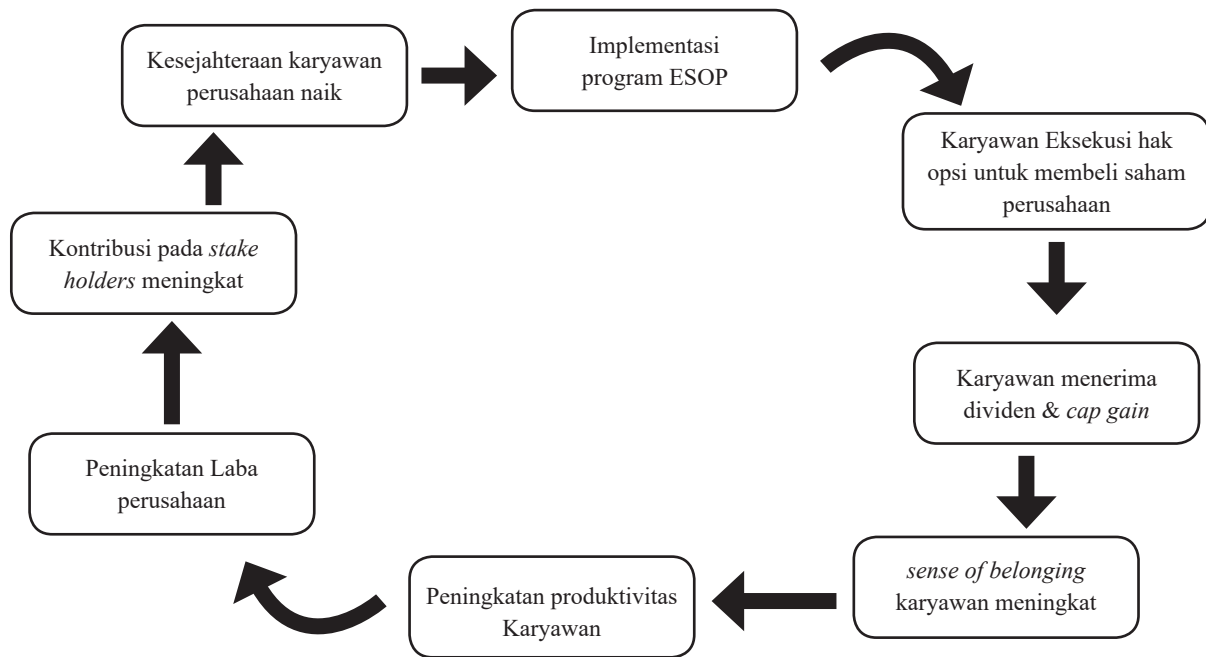 Kesejahteraan karyawan
perusahaan naik
Implementasi
program ESOP
Karyawan Eksekusi hak
opsi untuk membeli saham
perusahaan
Karyawan menerima
dividen & cap gain
sense of belonging
karyawan meningkat
Peningkatan produktivitas
Karyawan
Peningkatan Laba
perusahaan
Kontribusi pada stake
holders meningkat